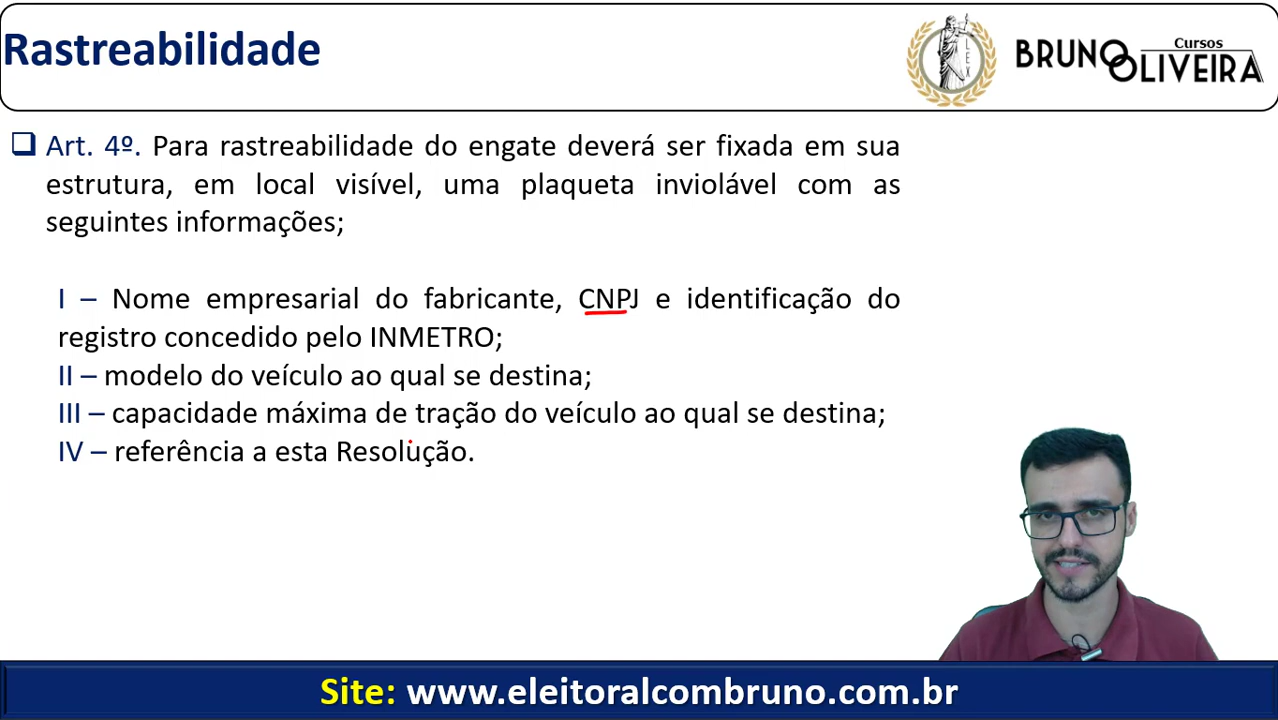 Rastreabilidade
LEX
Cursos
BRUNO
OLIVEIRA
Art. 4º. Para rastreabilidade do engate deverá ser fixada em sua
estrutura, em local visível, uma plaqueta inviolável com as
seguintes informações;
I – Nome empresarial do fabricante, CNPJ e identificação do
registro concedido pelo INMETRO;
II – modelo do veículo ao qual se destina;
III – capacidade máxima de tração do veículo ao qual se destina;
IV – referência a esta Resolução.
Site: www.eleitoralcombruno.com.br